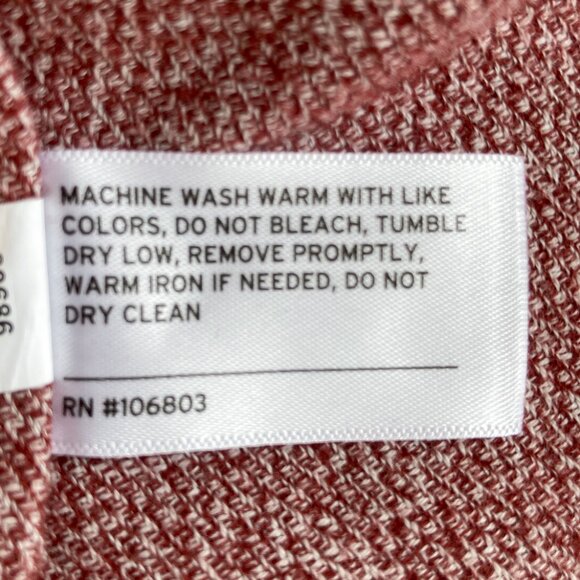 MACHINE WASH WARM WITH LIKE
COLORS, DO NOT BLEACH, TUMBLE
DRY LOW, REMOVE PROMPTLY,
WARM IRON IF NEEDED, DO NOT
DRY CLEAN
RN #106803